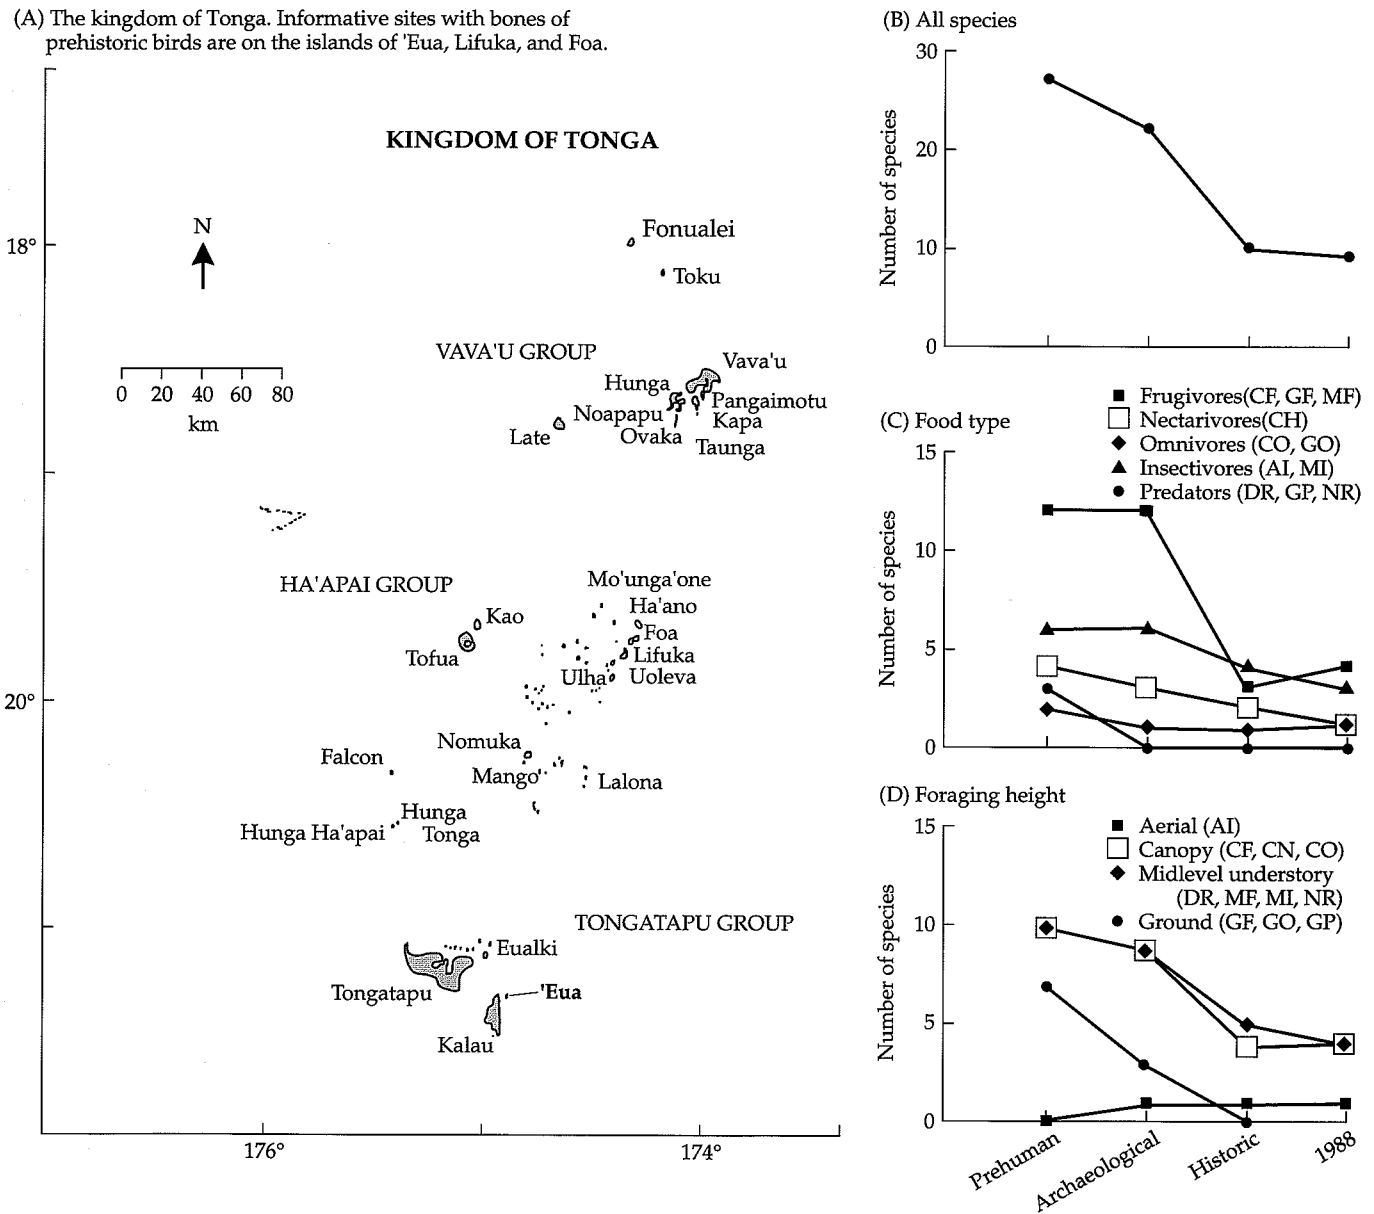 (A) The kingdom of Tonga. Informative sites with bones of
prehistoric birds are on the islands of 'Eua, Lifuka, and Foa.
KINGDOM OF TONGA
N
18°
Fonualei
Toku
VAVA'U GROUP
0 20 40 60 80
km
Vava'u
Hunga
Pangaimotu
Noapapu
Kapa
Late
Ovaka
Taunga
HA'APAI GROUP
Mo'unga'one
Ha'ano
Kao
Foa
Tofua
Lifuka
Ulha
Uoleva
20°
Nomuka
Falcon
Mango
Lalona
Hunga
Tonga
Hunga Ha'apai
TONGATAPU GROUP
Eualki
Tongatapu
'Eua
Kalau
176°
174°
(B) All species
30
20
10
0
Number of species
(C) Food type
Frugivores(CF, GF, MF)
Nectarivores(CH)
Omnivores (CO, GO)
Insectivores (AI, MI)
Predators (DR, GP, NR)
15
10
5
0
Number of species
(D) Foraging height
Aerial (AI)
Canopy (CF, CN, CO)
Midlevel understory
(DR, MF, MI, NR)
Ground (GF, GO, GP)
15
10
5
0
Number of species
Prehuman
Archaeological
Historic
1988